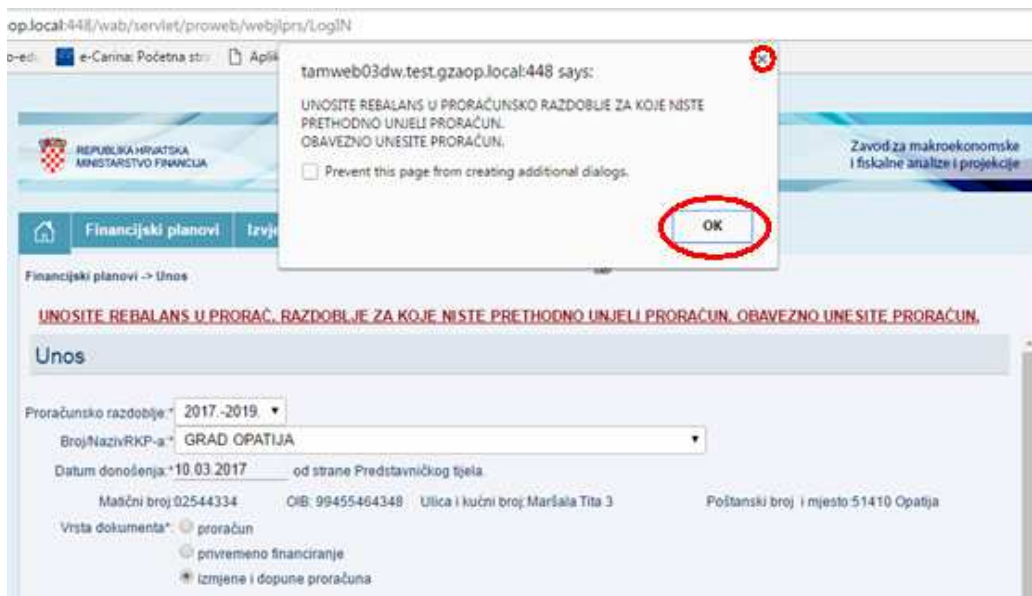 op.local:448/wab/servlet/proweb/webjlprs/LogIN
e-Carina: Početna str
Aplik
tamweb03dw.test.gzaop.local:448 says:
UNOSITE REBALANS U PRORAČUNSKO RAZDOBLJE ZA KOJE NISTE
PRETHODNO UNJELI PRORAČUN.
OBAVEZNO UNESITE PRORAČUN.
Prevent this page from creating additional dialogs.
OK
REPUBLIKA HRVATSKA
MINISTARSTVO FINANCIJA
Zavod za makroekonomske
i fiskalne analize i projekcije
Financijski planovi Izvje
Financijski planovi -> Unos
UNOSITE REBALANS U PRORAČ. RAZDOBLJE ZA KOJE NISTE PRETHODNO UNJELI PRORAČUN. OBAVEZNO UNESITE PRORAČUN.
Unos
Proračunsko razdoblje:* 2017.-2019.
Broj/NazivRKP-a:* GRAD OPATIJA
Datum donošenja:* 10.03.2017 od strane Predstavničkog tijela.
Matični broj:02544334 OIB: 99455464348 Ulica i kućni broj:Maršala Tita 3 Poštanski broj i mjesto:51410 Opatija
Vrsta dokumenta*: proračun
privremeno financiranje
izmjene i dopune proračuna